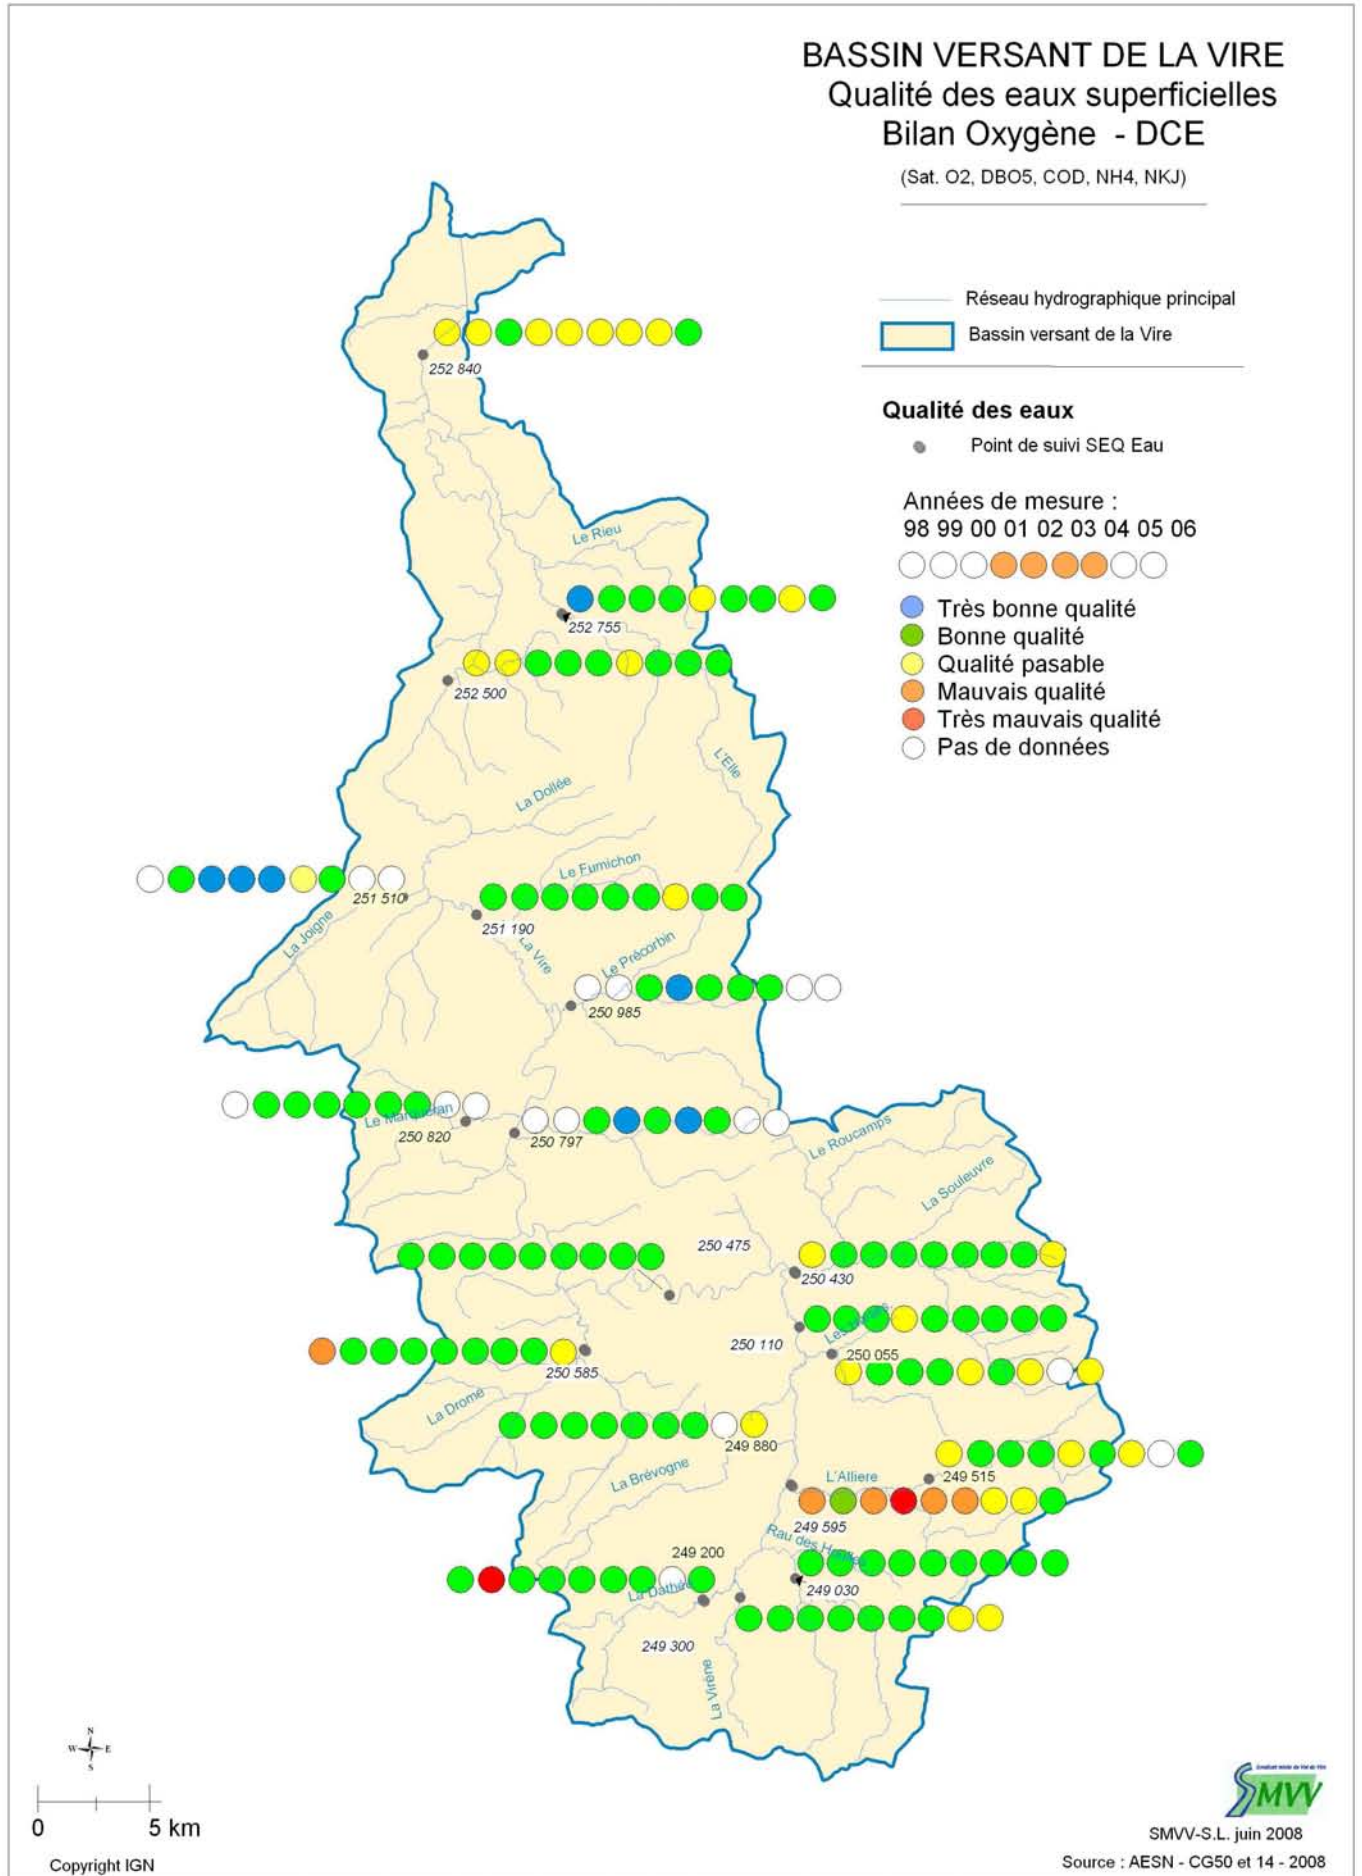 BASSIN VERSANT DE LA VIRE
Qualité des eaux superficielles
Bilan Oxygène - DCE
(Sat. O2, DBO5, COD, NH4, NKJ)
Réseau hydrographique principal
Bassin versant de la Vire
Qualité des eaux
Point de suivi SEQ Eau
Années de mesure :
98 99 00 01 02 03 04 05 06
Très bonne qualité
Bonne qualité
Qualité pasable
Mauvais qualité
Très mauvais qualité
Pas de données
252 840
Le Rieu
252 755
252 500
L'Elle
La Dollée
Le Fumichon
251 510
251 190
La Joigne
La Vire
Le Précorbin
250 985
Le Marqueran
250 820
250 797
Le Roucamps
La Souleuvre
250 475
250 430
250 110
250 055
250 585
La Drome
249 880
La Brévogne
L'Alliere
249 515
249 595
Rau des Houlles
249 200
La Dathée
249 030
249 300
La Virène
N
W E
S
0 5 km
Copyright IGN
SMVV
SMVV-S.L. juin 2008
Source : AESN - CG50 et 14 - 2008